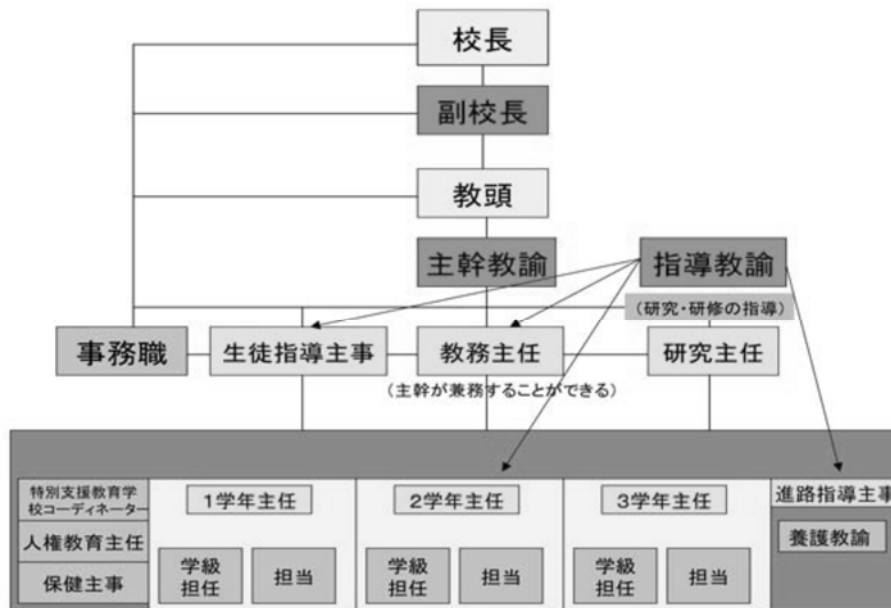 校長
副校長
教頭
主幹教諭
指導教諭
(研究・研修の指導)
事務職
生徒指導主事
教務主任
研究主任
(主幹が兼務することができる)
特別支援教育学
校コーディネーター
人権教育主任
保健主事
1学年主任
学級
担任
担当
2学年主任
学級
担任
担当
3学年主任
学級
担任
担当
進路指導主事
養護教諭